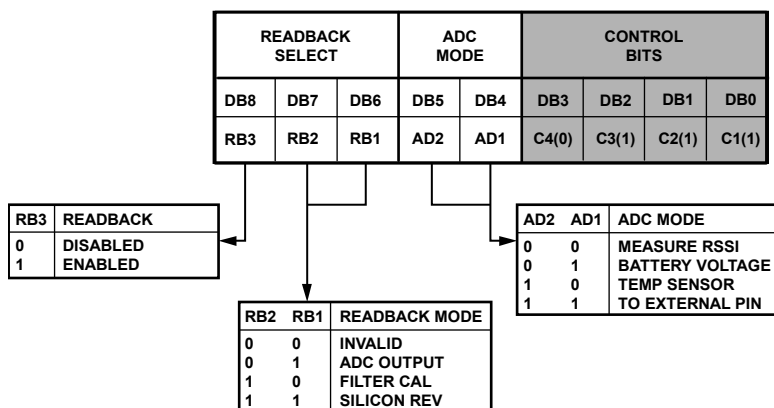 READBACK SELECT ADC MODE CONTROL BITS
DB8 DB7 DB6 DB5 DB4 DB3 DB2 DB1 DB0
RB3 RB2 RB1 AD2 AD1 C4(0) C3(1) C2(1) C1(1)
RB3 READBACK
0 DISABLED
1 ENABLED
RB2 RB1 READBACK MODE
0 0 INVALID
0 1 ADC OUTPUT
1 0 FILTER CAL
1 1 SILICON REV
AD2 AD1 ADC MODE
0 0 MEASURE RSSI
0 1 BATTERY VOLTAGE
1 0 TEMP SENSOR
1 1 TO EXTERNAL PIN